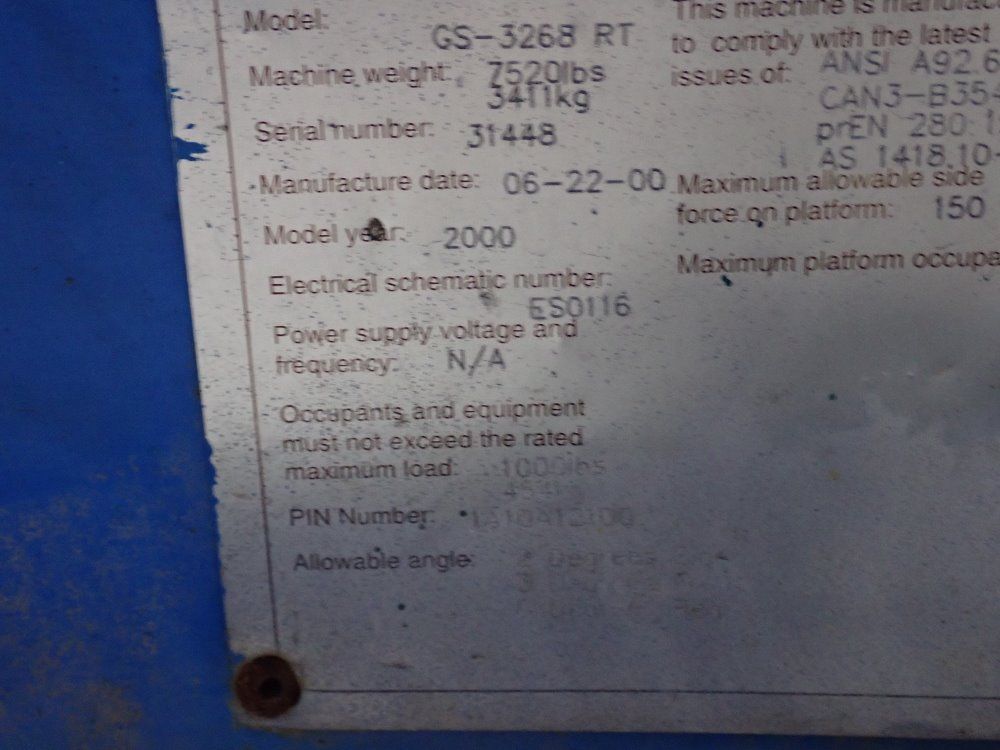 Model: GS-3268 RT
Machine weight: 7520lbs
3411kg
Serial number: 31448
Manufacture date: 06-22-00
Model year: 2000
Electrical schematic number:
ES0116
Power supply voltage and
frequency: N/A
Occupants and equipment
must not exceed the rated
maximum load: 1000lbs
PIN Number:
Allowable angle:
This machine is
to comply with the latest
issues of: ANSI A92.6
CAN3-B354
prEN 280
AS 1418.10
Maximum allowable side
force on platform: 150
Maximum platform